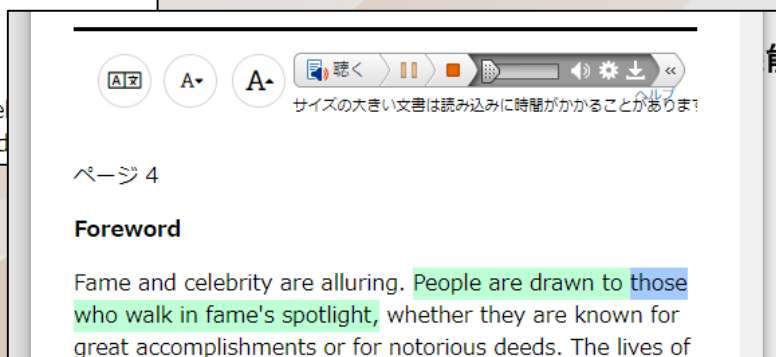 A A
A
聴く
ヘルプ
サイズの大きい文書は読み込みに時間がかかることがありま
ページ 4
Foreword
Fame and celebrity are alluring. People are drawn to those
who walk in fame's spotlight, whether they are known for
great accomplishments or for notorious deeds. The lives of